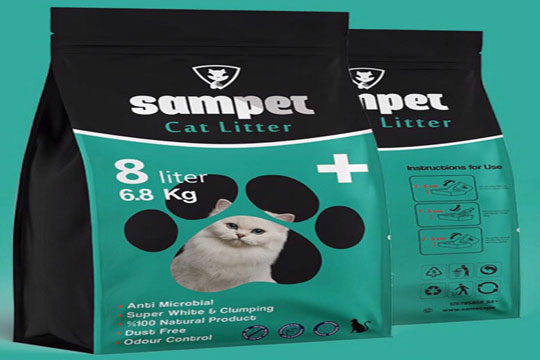 sampet
Cat Litter
8 liter
6.8 Kg
Anti Microbial
Super White & Clumping
%100 Natural Product
Dust Free
Odour Control
sampet
Litter
Instructions for Use